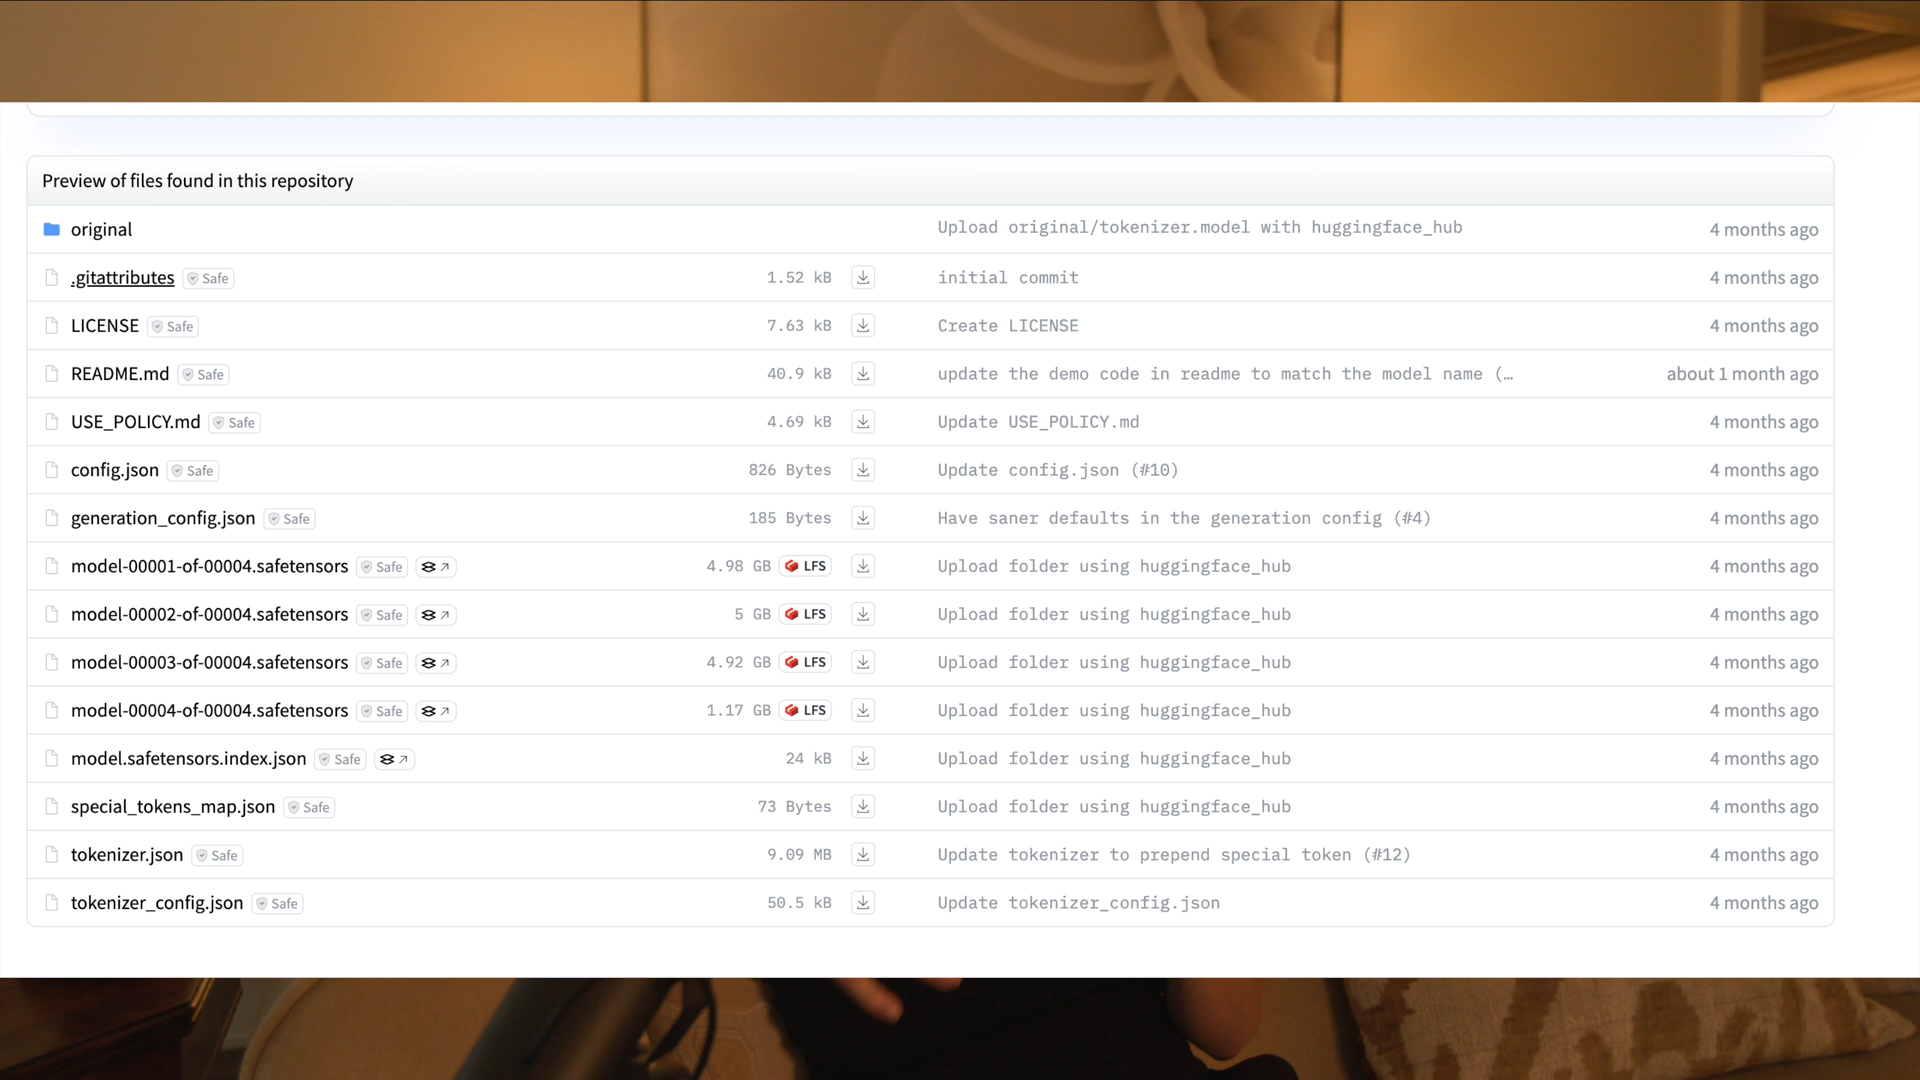 Preview of files found in this repository
original Upload original/tokenizer.model with huggingface_hub 4 months ago
.gitattributes Safe 1.52 kB initial commit 4 months ago
LICENSE Safe 7.63 kB Create LICENSE 4 months ago
README.md Safe 40.9 kB update the demo code in readme to match the model name (… about 1 month ago
USE_POLICY.md Safe 4.69 kB Update USE_POLICY.md 4 months ago
config.json Safe 826 Bytes Update config.json (#10) 4 months ago
generation_config.json Safe 185 Bytes Have saner defaults in the generation config (#4) 4 months ago
model-00001-of-00004.safetensors Safe 4.98 GB LFS Upload folder using huggingface_hub 4 months ago
model-00002-of-00004.safetensors Safe 5 GB LFS Upload folder using huggingface_hub 4 months ago
model-00003-of-00004.safetensors Safe 4.92 GB LFS Upload folder using huggingface_hub 4 months ago
model-00004-of-00004.safetensors Safe 1.17 GB LFS Upload folder using huggingface_hub 4 months ago
model.safetensors.index.json Safe 24 kB Upload folder using huggingface_hub 4 months ago
special_tokens_map.json Safe 73 Bytes Upload folder using huggingface_hub 4 months ago
tokenizer.json Safe 9.09 MB Update tokenizer to prepend special token (#12) 4 months ago
tokenizer_config.json Safe 50.5 kB Update tokenizer_config.json 4 months ago